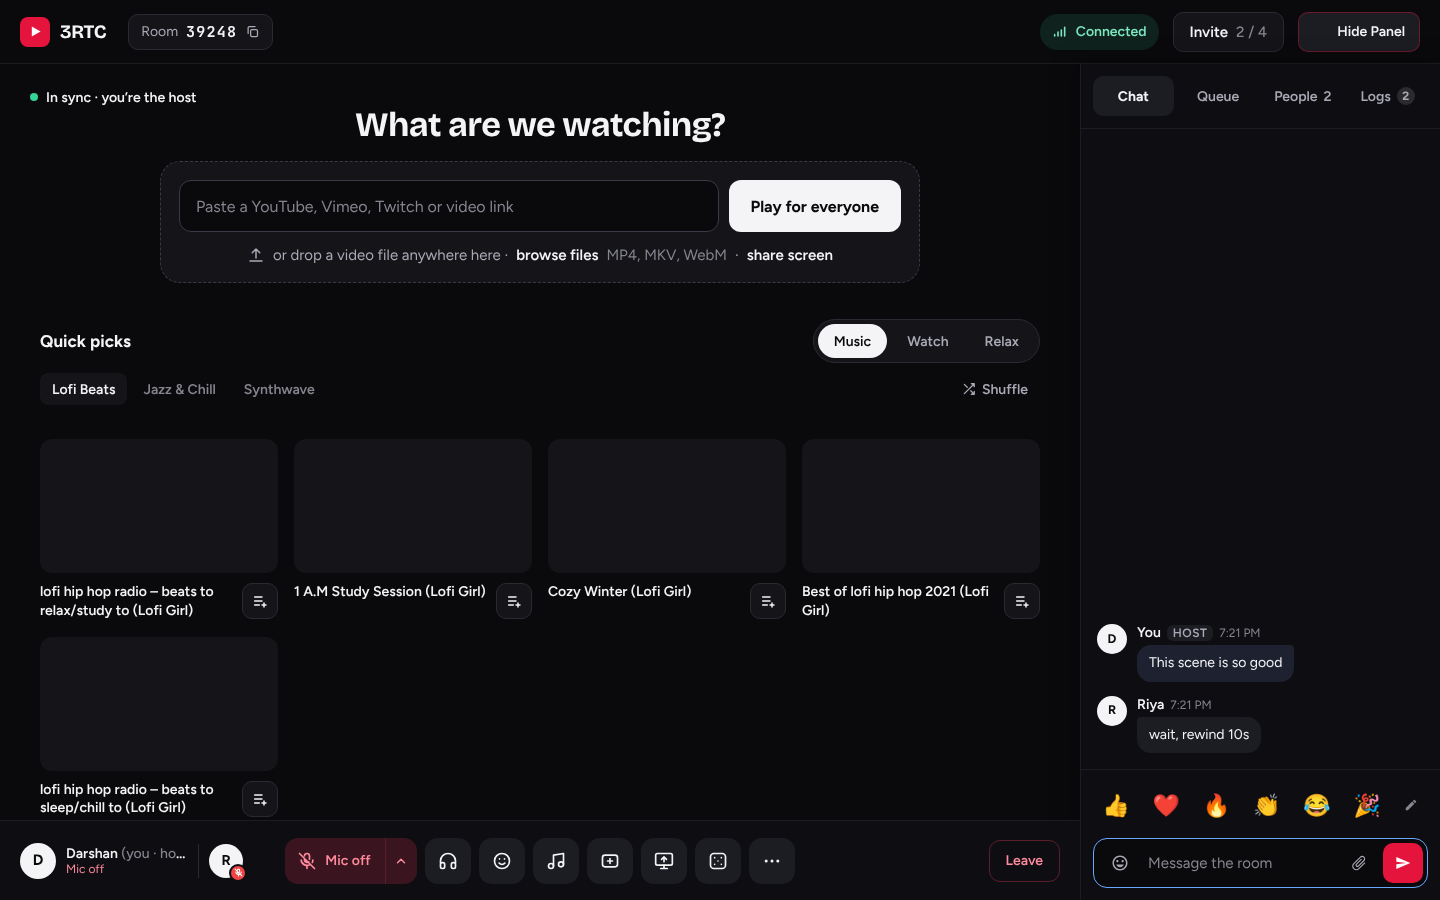 3RTC
Room 39248
Connected
Invite 2 / 4
Hide Panel
In sync · you're the host
What are we watching?
Paste a YouTube, Vimeo, Twitch or video link
Play for everyone
or drop a video file anywhere here · browse files MP4, MKV, WebM · share screen
Quick picks
Music
Watch
Relax
Lofi Beats
Jazz & Chill
Synthwave
Shuffle
lofi hip hop radio – beats to
relax/study to (Lofi Girl)
1 A.M Study Session (Lofi Girl)
Cozy Winter (Lofi Girl)
Best of lofi hip hop 2021 (Lofi
Girl)
lofi hip hop radio – beats to
sleep/chill to (Lofi Girl)
D
Darshan (you · ho...
Mic off
R
Mic off
Leave
Chat
Queue
People 2
Logs 2
D
You HOST 7:21 PM
This scene is so good
R
Riya 7:21 PM
wait, rewind 10s
👍 ❤️ 🔥 👏 😂 🎉
Message the room